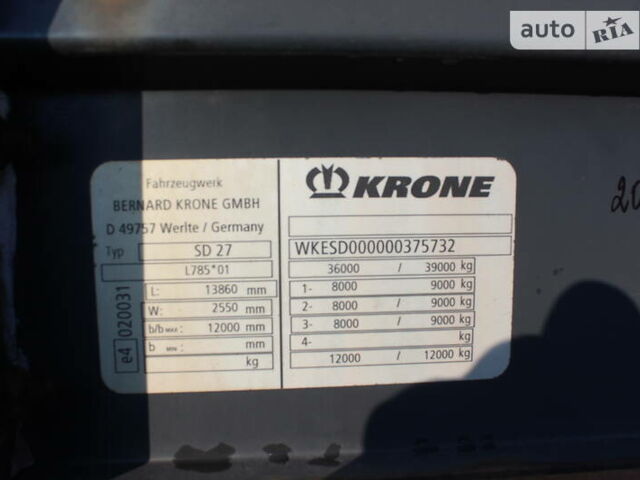 auto RIA
Fahrzeugwerk
BERNARD KRONE GMBH
D 49757 Werlte / Germany
Typ SD 27
L785*01
e4 020031
L: 13860 mm
W: 2550 mm
b/b MAX : 12000 mm
b MIN : mm
kg
KRONE
WKESD000000375732
36000 / 39000 kg
1- 8000 9000 kg
2- 8000 / 9000 kg
3- 8000 / 9000 kg
4- kg
12000 / 12000 kg
20